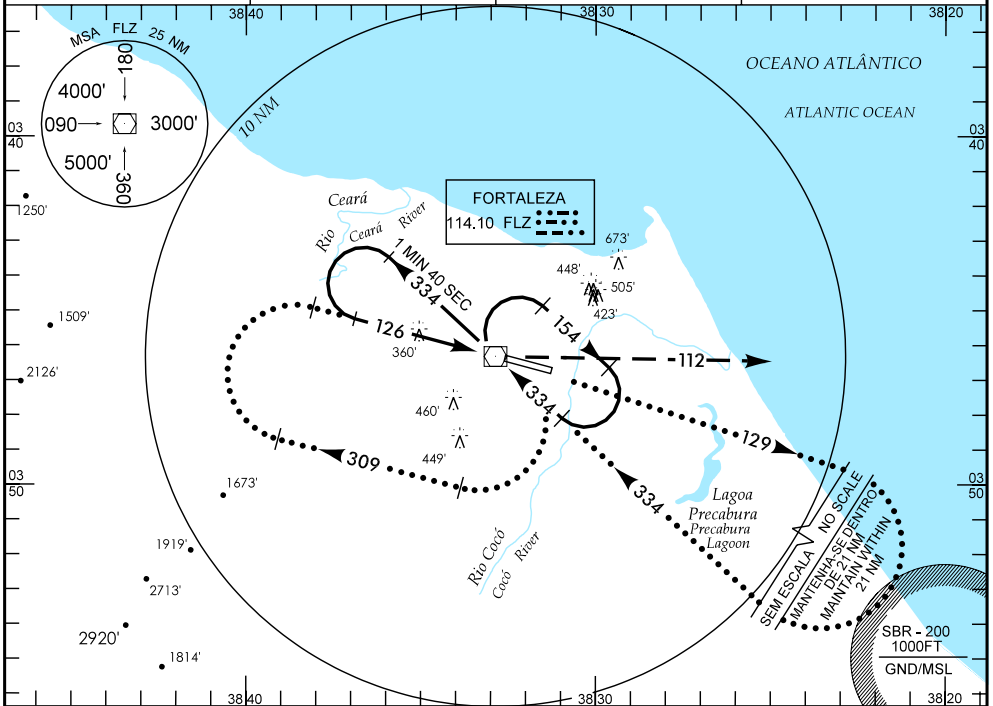 38 40
38 30
38 20
MSA FLZ 25 NM
180
4000'
090
3000'
5000'
360
10 NM
OCEANO ATLÂNTICO
ATLANTIC OCEAN
03
40
03
40
1250'
Rio Ceará
Ceará River
FORTALEZA
114.10 FLZ
673'
448'
505'
423'
1 MIN 40 SEC
334
126
360'
154
112
334
1509'
2126'
460'
449'
309
129
334
03
50
03
50
1673'
1919'
2713'
2920'
1814'
Lagoa
Precabura
Precabura
Lagoon
Rio Cocó
Cocó River
SEM ESCALA
NO SCALE
MANTENHA-SE DENTRO
DE 21 NM
MAINTAIN WITHIN
21 NM
SBR - 200
1000FT
GND/MSL
38 40
38 30
38 20